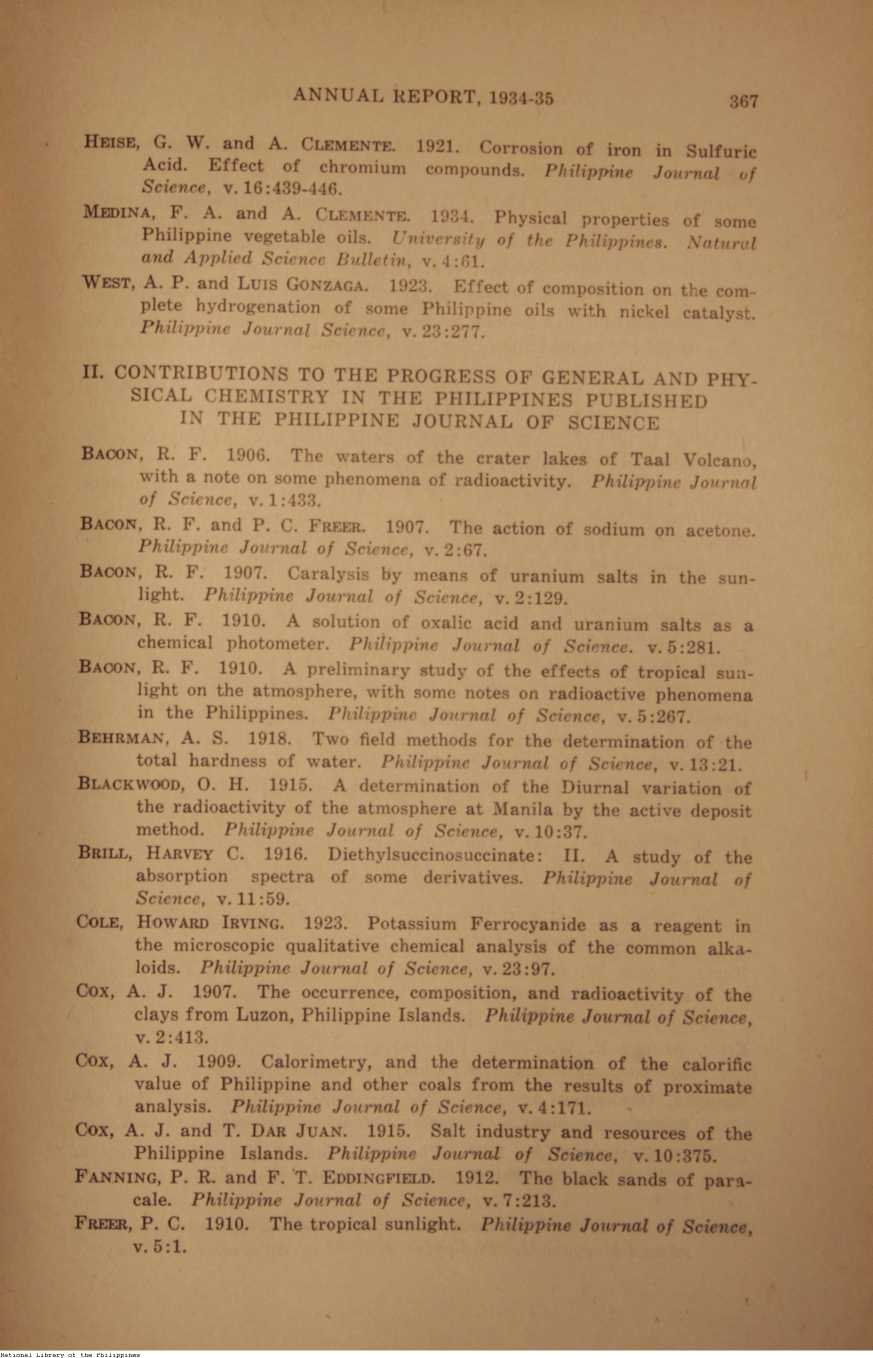 ANNUAL REPORT, 1934-35 367
HEISE, G. W. and A. CLEMENTE. 1921. Corrosion of iron in Sulfuric
Acid. Effect of chromium compounds. Philippine Journal of
Science, v. 16:439-446.
MEDINA, F. A. and A. CLEMENTE. 1934. Physical properties of some
Philippine vegetable oils. University of the Philippines. Natural
and Applied Science Bulletin, v. 4:61.
WEST, A. P. and LUIS GONZAGA. 1923. Effect of composition on the com-
plete hydrogenation of some Philippine oils with nickel catalyst.
Philippine Journal Science, v. 23:277.
II. CONTRIBUTIONS TO THE PROGRESS OF GENERAL AND PHY-
SICAL CHEMISTRY IN THE PHILIPPINES PUBLISHED
IN THE PHILIPPINE JOURNAL OF SCIENCE
BACON, R. F. 1906. The waters of the crater lakes of Taal Volcano,
with a note on some phenomena of radioactivity. Philippine Journal
of Science, v. 1:433.
BACON, R. F. and P. C. FREER. 1907. The action of sodium on acetone.
Philippine Journal of Science, v. 2:67.
BACON, R. F. 1907. Caralysis by means of uranium salts in the sun-
light. Philippine Journal of Science, v. 2:129.
BACON, R. F. 1910. A solution of oxalic acid and uranium salts as a
chemical photometer. Philippine Journal of Science. v. 5:281.
BACON, R. F. 1910. A preliminary study of the effects of tropical sun-
light on the atmosphere, with some notes on radioactive phenomena
in the Philippines. Philippine Journal of Science, v. 5:267.
BEHRMAN, A. S. 1918. Two field methods for the determination of the
total hardness of water. Philippine Journal of Science, v. 13:21.
BLACKWOOD, O. H. 1915. A determination of the Diurnal variation of
the radioactivity of the atmosphere at Manila by the active deposit
method. Philippine Journal of Science, v. 10:37.
BRILL, HARVEY C. 1916. Diethylsuccinosuccinate: II. A study of the
absorption spectra of some derivatives. Philippine Journal of
Science, v. 11:59.
COLE, HOWARD IRVING. 1923. Potassium Ferrocyanide as a reagent in
the microscopic qualitative chemical analysis of the common alka-
loids. Philippine Journal of Science, v. 23:97.
COX, A. J. 1907. The occurrence, composition, and radioactivity of the
clays from Luzon, Philippine Islands. Philippine Journal of Science,
v. 2:413.
COX, A. J. 1909. Calorimetry, and the determination of the calorific
value of Philippine and other coals from the results of proximate
analysis. Philippine Journal of Science, v. 4:171.
COX, A. J. and T. DAR JUAN. 1915. Salt industry and resources of the
Philippine Islands. Philippine Journal of Science, v. 10:375.
FANNING, P. R. and F. T. EDDINGFIELD. 1912. The black sands of para-
cale. Philippine Journal of Science, v. 7:213.
FREER, P. C. 1910. The tropical sunlight. Philippine Journal of Science,
v. 5:1.
National Library of the Philippines